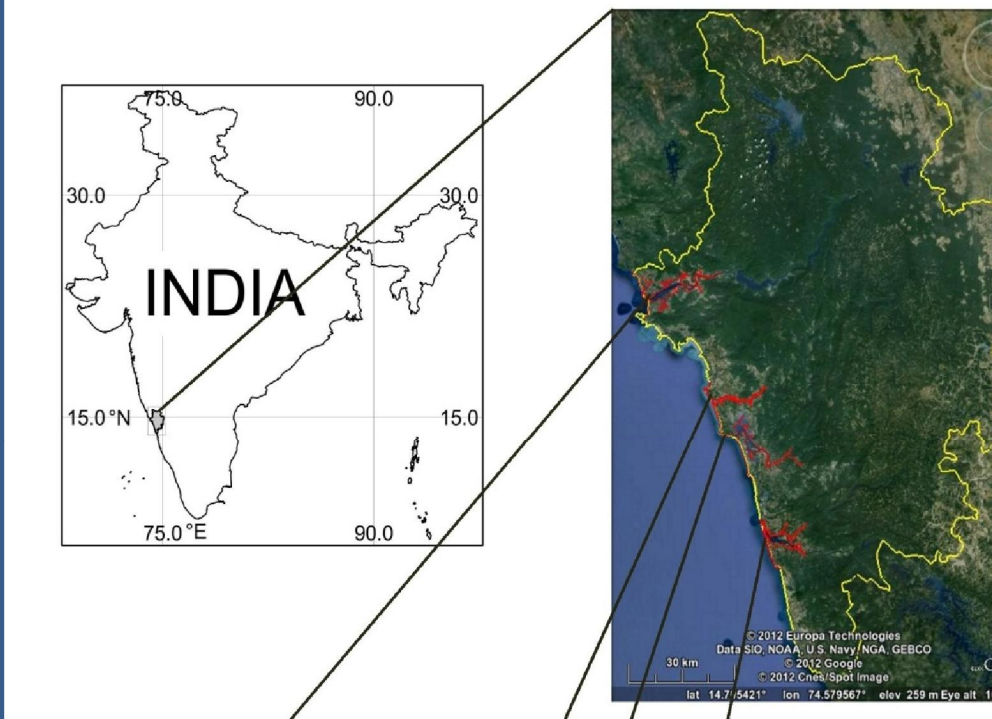 75.0 90.0
30.0 30.0
INDIA
15.0 °N 15.0
75.0 °E 90.0
© 2012 Europa Technologies
Data SIO, NOAA, U.S. Navy, NGA, GEBCO
30 km © 2012 Google
© 2012 Cnes/Spot Image
lon 74.579567° elev 259 m Eye alt